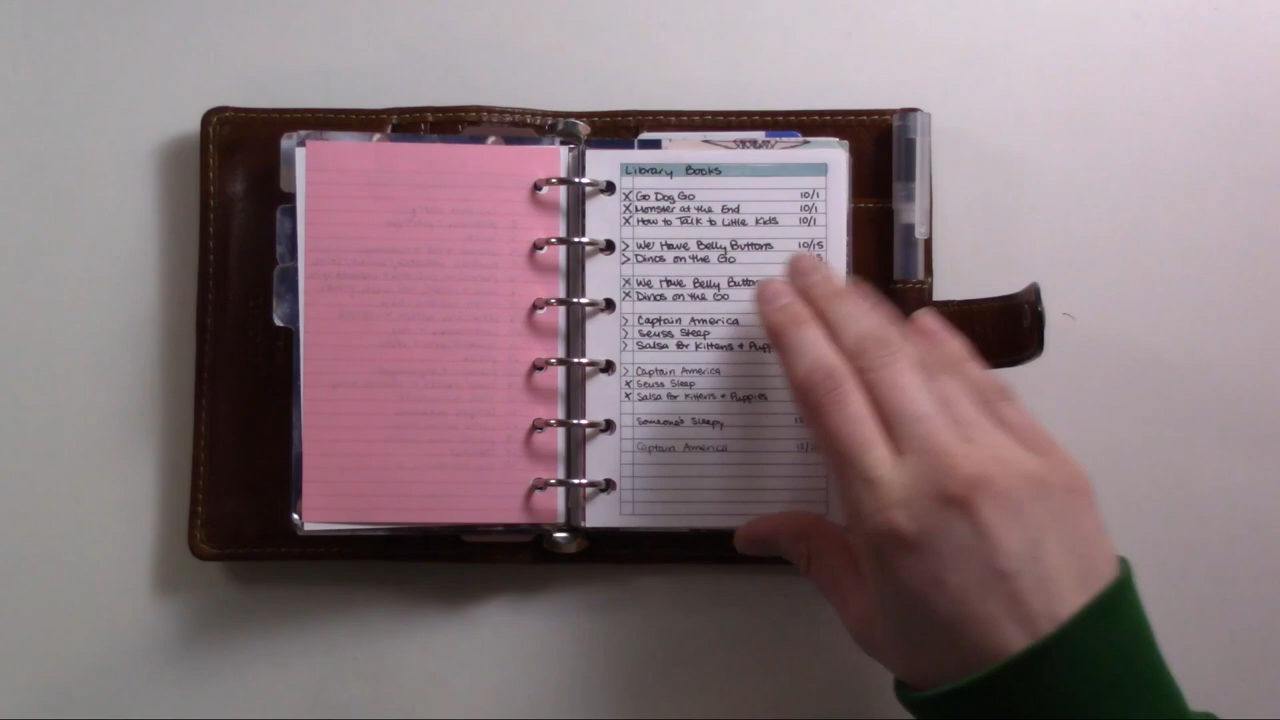 Library Books
X Go Dog Go 10/1
X Monster at the End 10/1
X How to Talk to Little Kids 10/1
> We Have Belly Buttons 10/15
> Dinos on the Go
X We Have Belly
X Dinos on the Go
> Captain America
> Seuss Sleep
> Salsa for Kittens +
> Captain America
X Seuss Sleep
X Salsa for Kittens + Puppies
Someone's Sleepy
Captain America